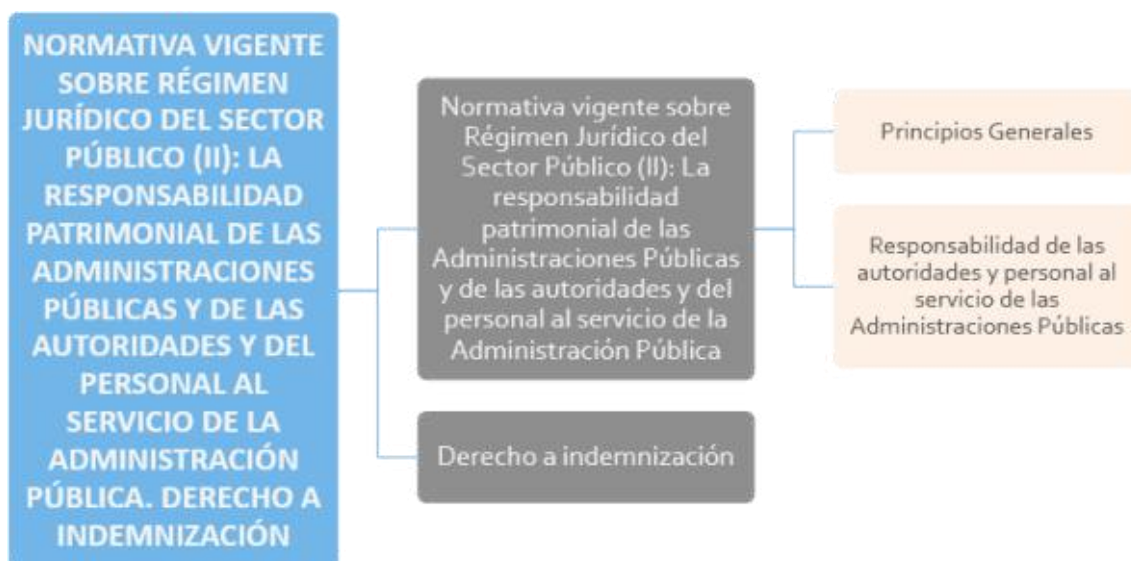 NORMATIVA VIGENTE
SOBRE RÉGIMEN
JURÍDICO DEL SECTOR
PÚBLICO (II): LA
RESPONSABILIDAD
PATRIMONIAL DE LAS
ADMINISTRACIONES
PÚBLICAS Y DE LAS
AUTORIDADES Y DEL
PERSONAL AL
SERVICIO DE LA
ADMINISTRACIÓN
PÚBLICA. DERECHO A
INDEMNIZACIÓN
Normativa vigente sobre
Régimen Jurídico del
Sector Público (II): La
responsabilidad
patrimonial de las
Administraciones Públicas
y de las autoridades y del
personal al servicio de la
Administración Pública
Derecho a indemnización
Principios Generales
Responsabilidad de las
autoridades y personal al
servicio de las
Administraciones Públicas